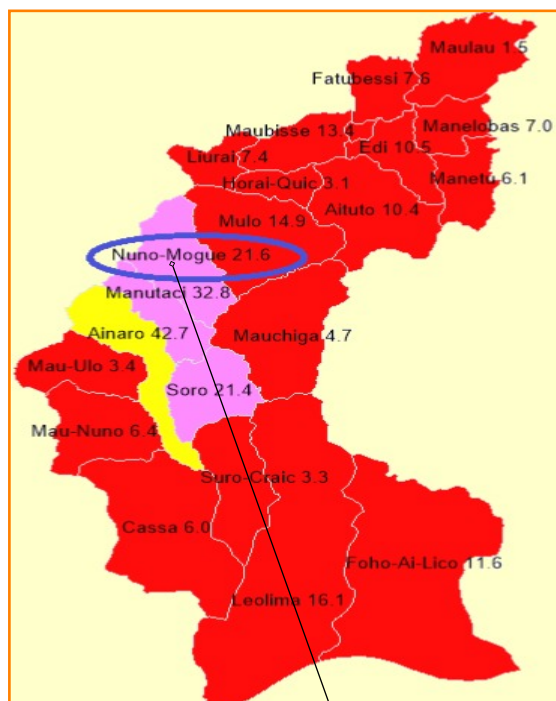 Maulau 1.5
Fatubessi 7.6
Maubisse 13.4
Manelobas 7.0
Edi 10.5
Liurai 7.4
Horai-Quic 3.1
Manetu 6.1
Aituto 10.4
Mulo 14.9
Nuno-Mogue 21.6
Manutaci 32.8
Ainaro 42.7
Mauchiga 4.7
Mau-Ulo 3.4
Soro 21.4
Mau-Nuno 6.4
Suro-Craic 3.3
Cassa 6.0
Foho-Ai-Lico 11.6
Leolima 16.1